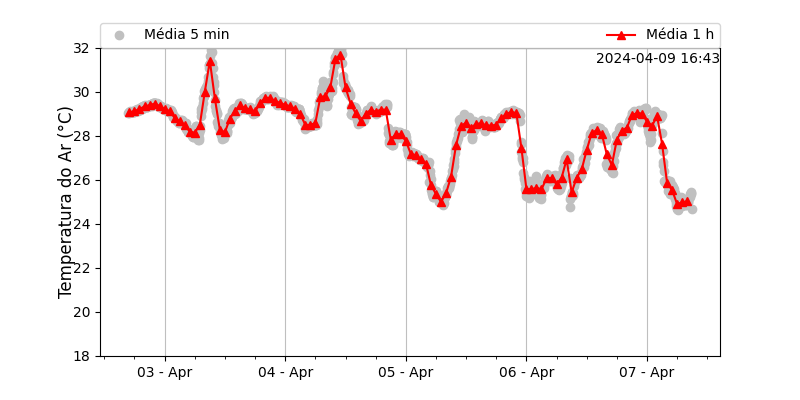 Média 5 min
Média 1 h
2024-04-09 16:43
Temperatura do Ar (°C)
32
30
28
26
24
22
20
18
03 - Apr
04 - Apr
05 - Apr
06 - Apr
07 - Apr